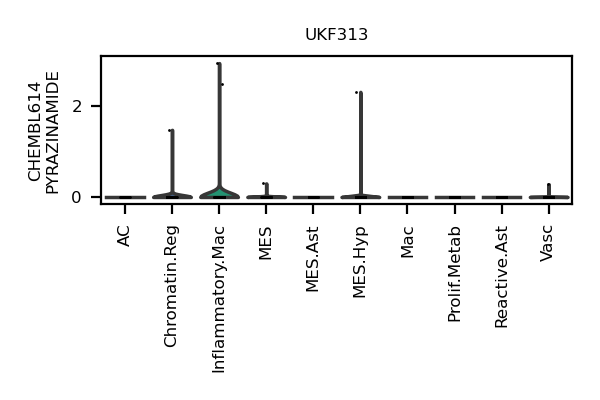 UKF313
CHEMBL614
PYRAZINAMIDE
2
0
AC
Chromatin.Reg
Inflammatory.Mac
MES
MES.Ast
MES.Hyp
Mac
Prolif.Metab
Reactive.Ast
Vasc